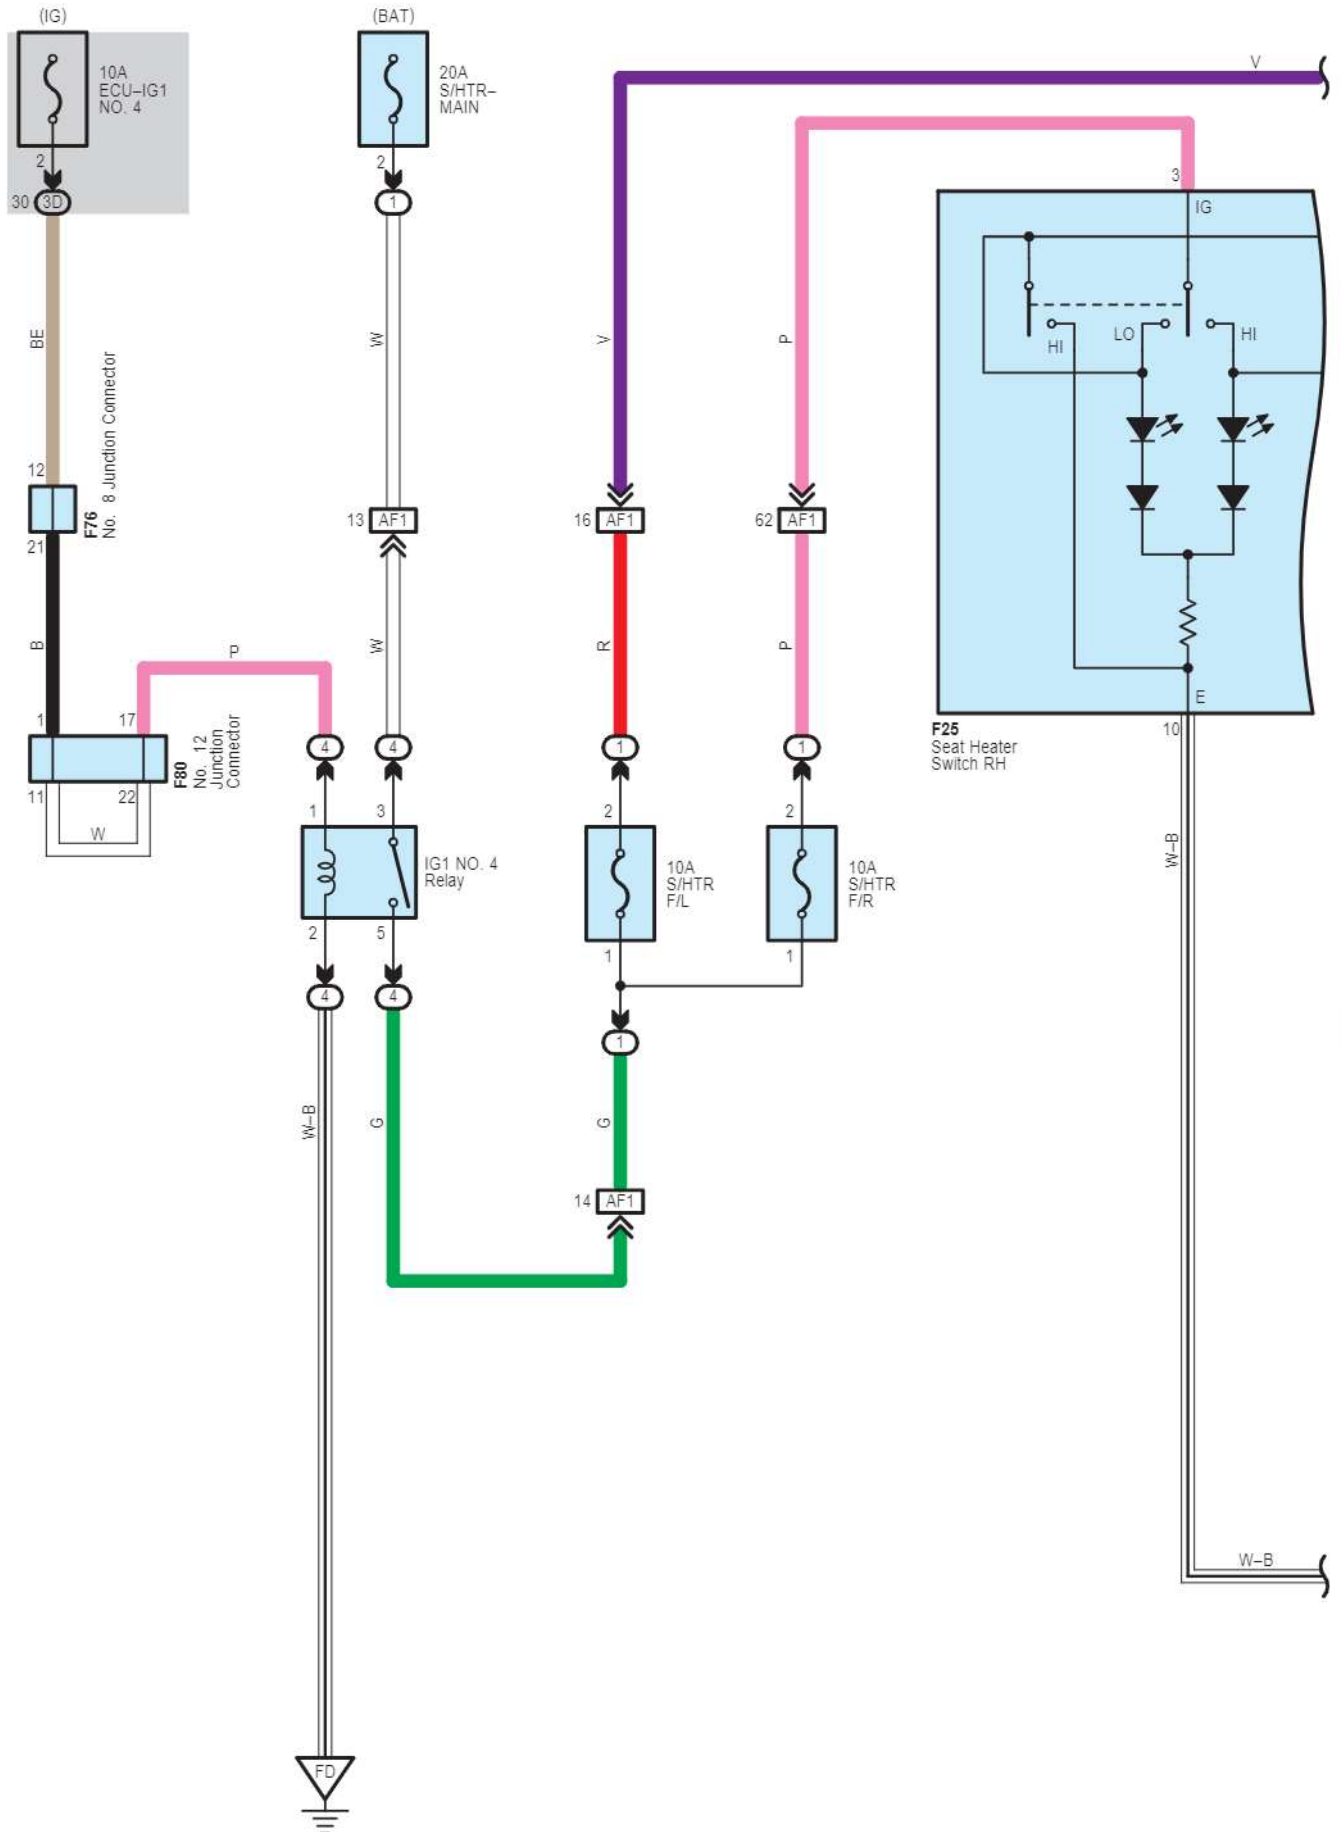 (IG)
(BAT)
10A
ECU–IG1
NO. 4
20A
S/HTR–
MAIN
V
2
2
3
30
3D
1
IG
BE
W
V
P
HI
LO
HI
12
F76
No. 8 Junction Connector
21
13
AF1
16
AF1
62
AF1
B
P
W
R
P
1
17
F80
No. 12
Junction
Connector
4
4
1
1
E
10
F25
Seat Heater
Switch RH
11
22
W
1
3
2
2
IG1 NO. 4
Relay
10A
S/HTR
F/L
10A
S/HTR
F/R
W–B
2
5
1
1
4
4
1
W–B
G
G
14
AF1
W–B
FD